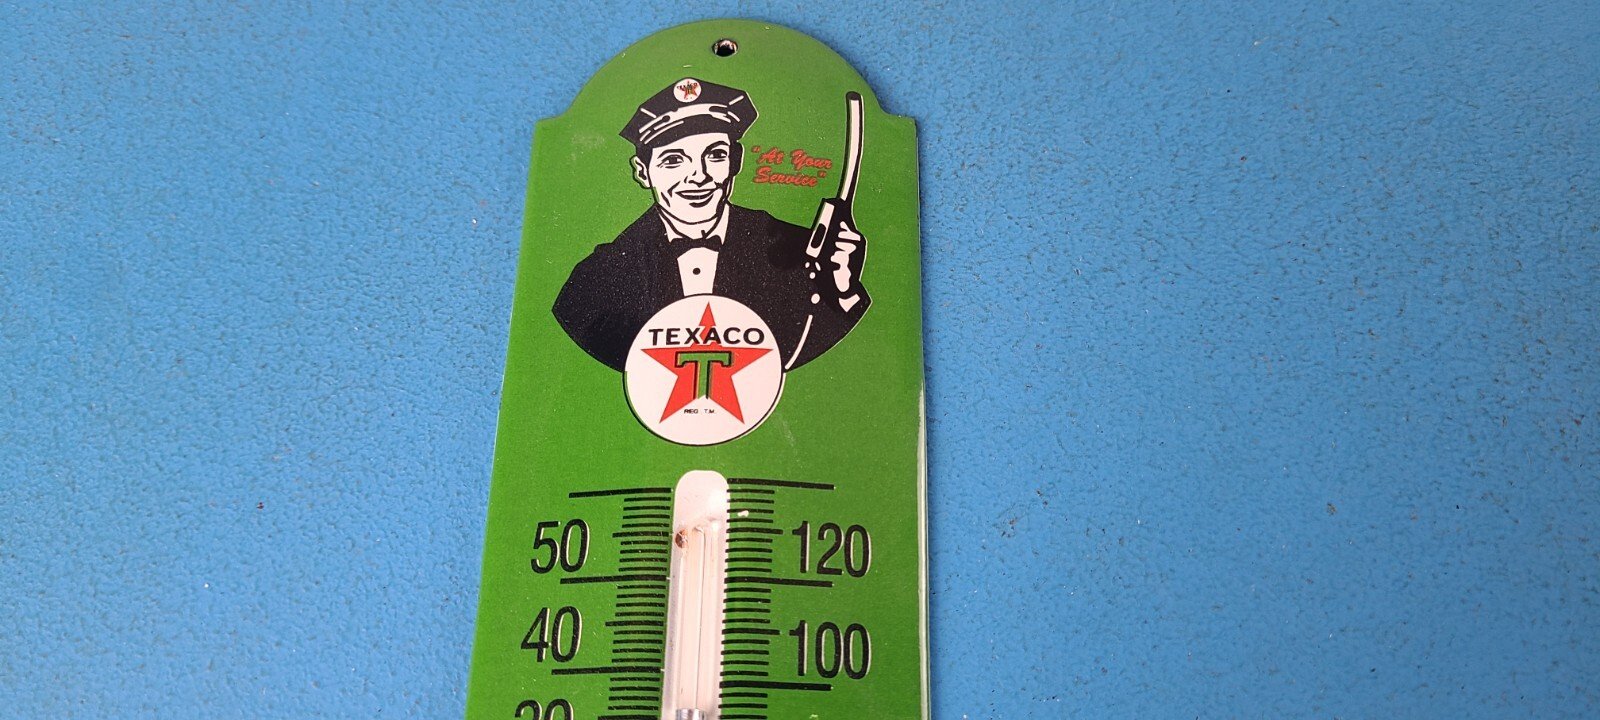 "At Your
Service"
TEXACO
T
REG. T.M.
50 120
40 100